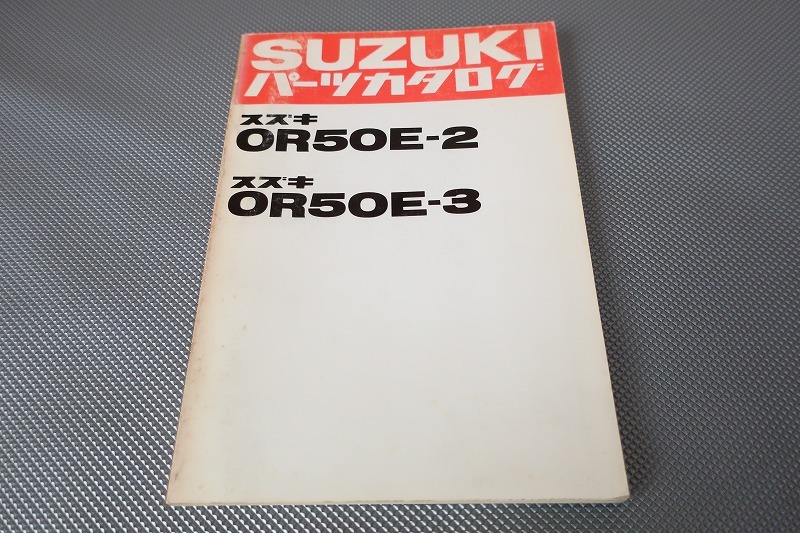 SUZUKI
パーツカタログ
スズキ
OR50E-2
スズキ
OR50E-3